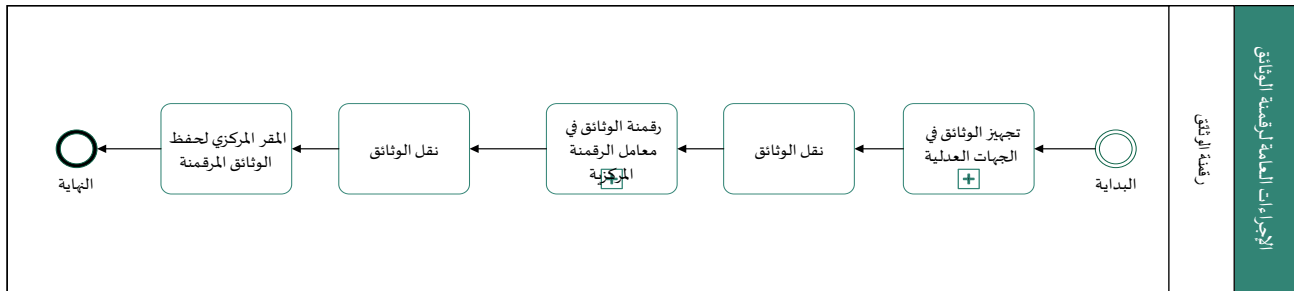 الإجراءات العامة لرقمنة الوثائق
رقمنة الوثائق
البداية
تجهيز الوثائق في
الجهات العدلية
نقل الوثائق
رقمنة الوثائق في
معامل الرقمنة
المركزية
نقل الوثائق
المقر المركزي لحفظ
الوثائق المرقمنة
النهاية